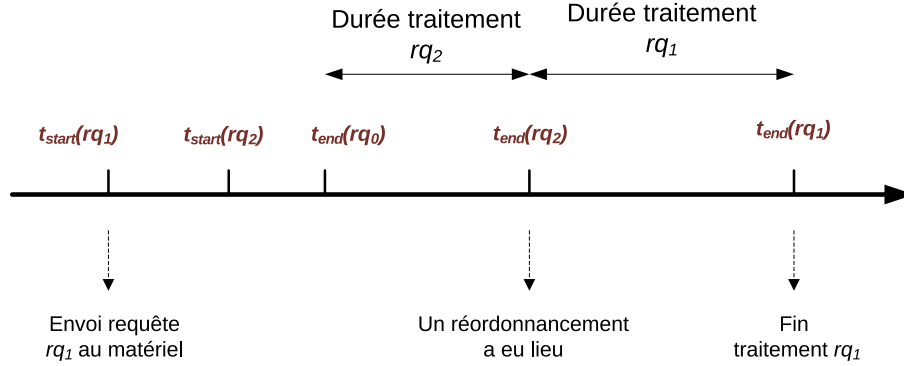 Durée traitement
rq2
Durée traitement
rq1
tstart(rq1)
tstart(rq2)
tend(rq0)
tend(rq2)
tend(rq1)
Envoi requête
rq1 au matériel
Un réordonnancement
a eu lieu
Fin
traitement rq1